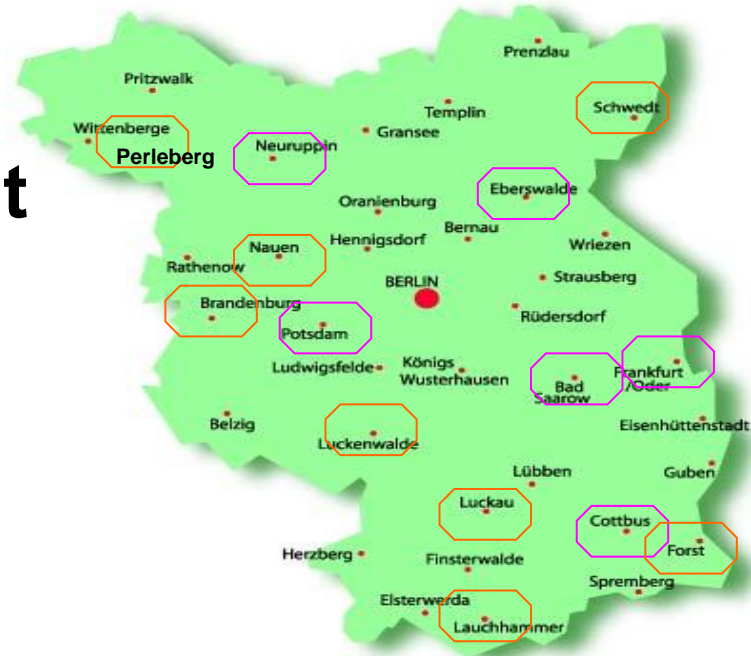 Prenzlau
Pritzwalk
Templin
Schwedt
Wittenberge
Gransee
Perleberg
Neuruppin
t
Eberswalde
Oranienburg
Bernau
Hennigsdorf
Wriezen
Nauen
Rathenow
BERLIN
Strausberg
Brandenburg
Rüdersdorf
Potsdam
Ludwigsfelde
Königs
Wusterhausen
Frankfurt
/Oder
Bad
Saarow
Belzig
Eisenhüttenstadt
Luckenwalde
Lübben
Guben
Luckau
Cottbus
Forst
Herzberg
Finsterwalde
Spremberg
Elsterwerda
Lauchhammer